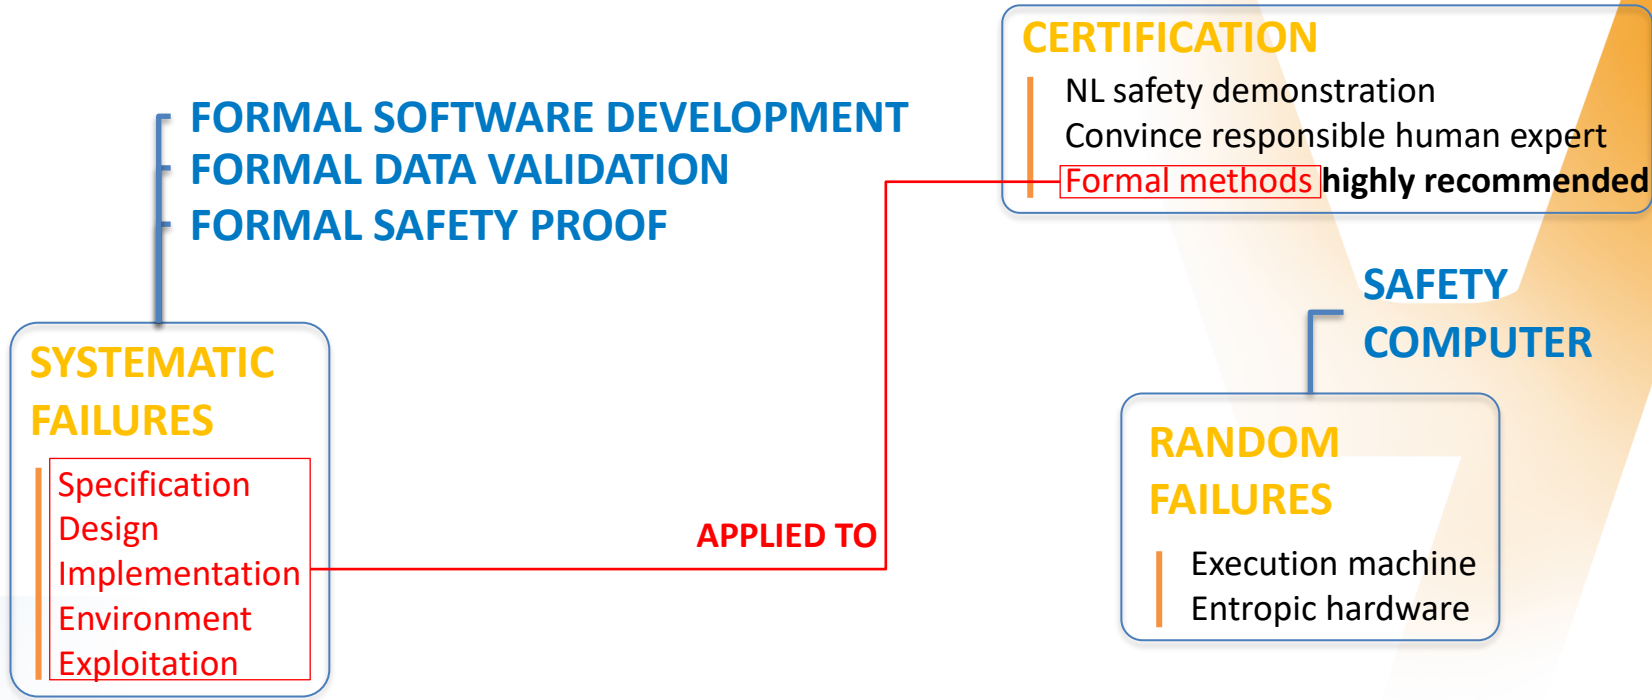 CERTIFICATION
NL safety demonstration
Convince responsible human expert
Formal methods highly recommended
FORMAL SOFTWARE DEVELOPMENT
FORMAL DATA VALIDATION
FORMAL SAFETY PROOF
SAFETY
COMPUTER
SYSTEMATIC
FAILURES
Specification
Design
Implementation
Environment
Exploitation
APPLIED TO
RANDOM
FAILURES
Execution machine
Entropic hardware